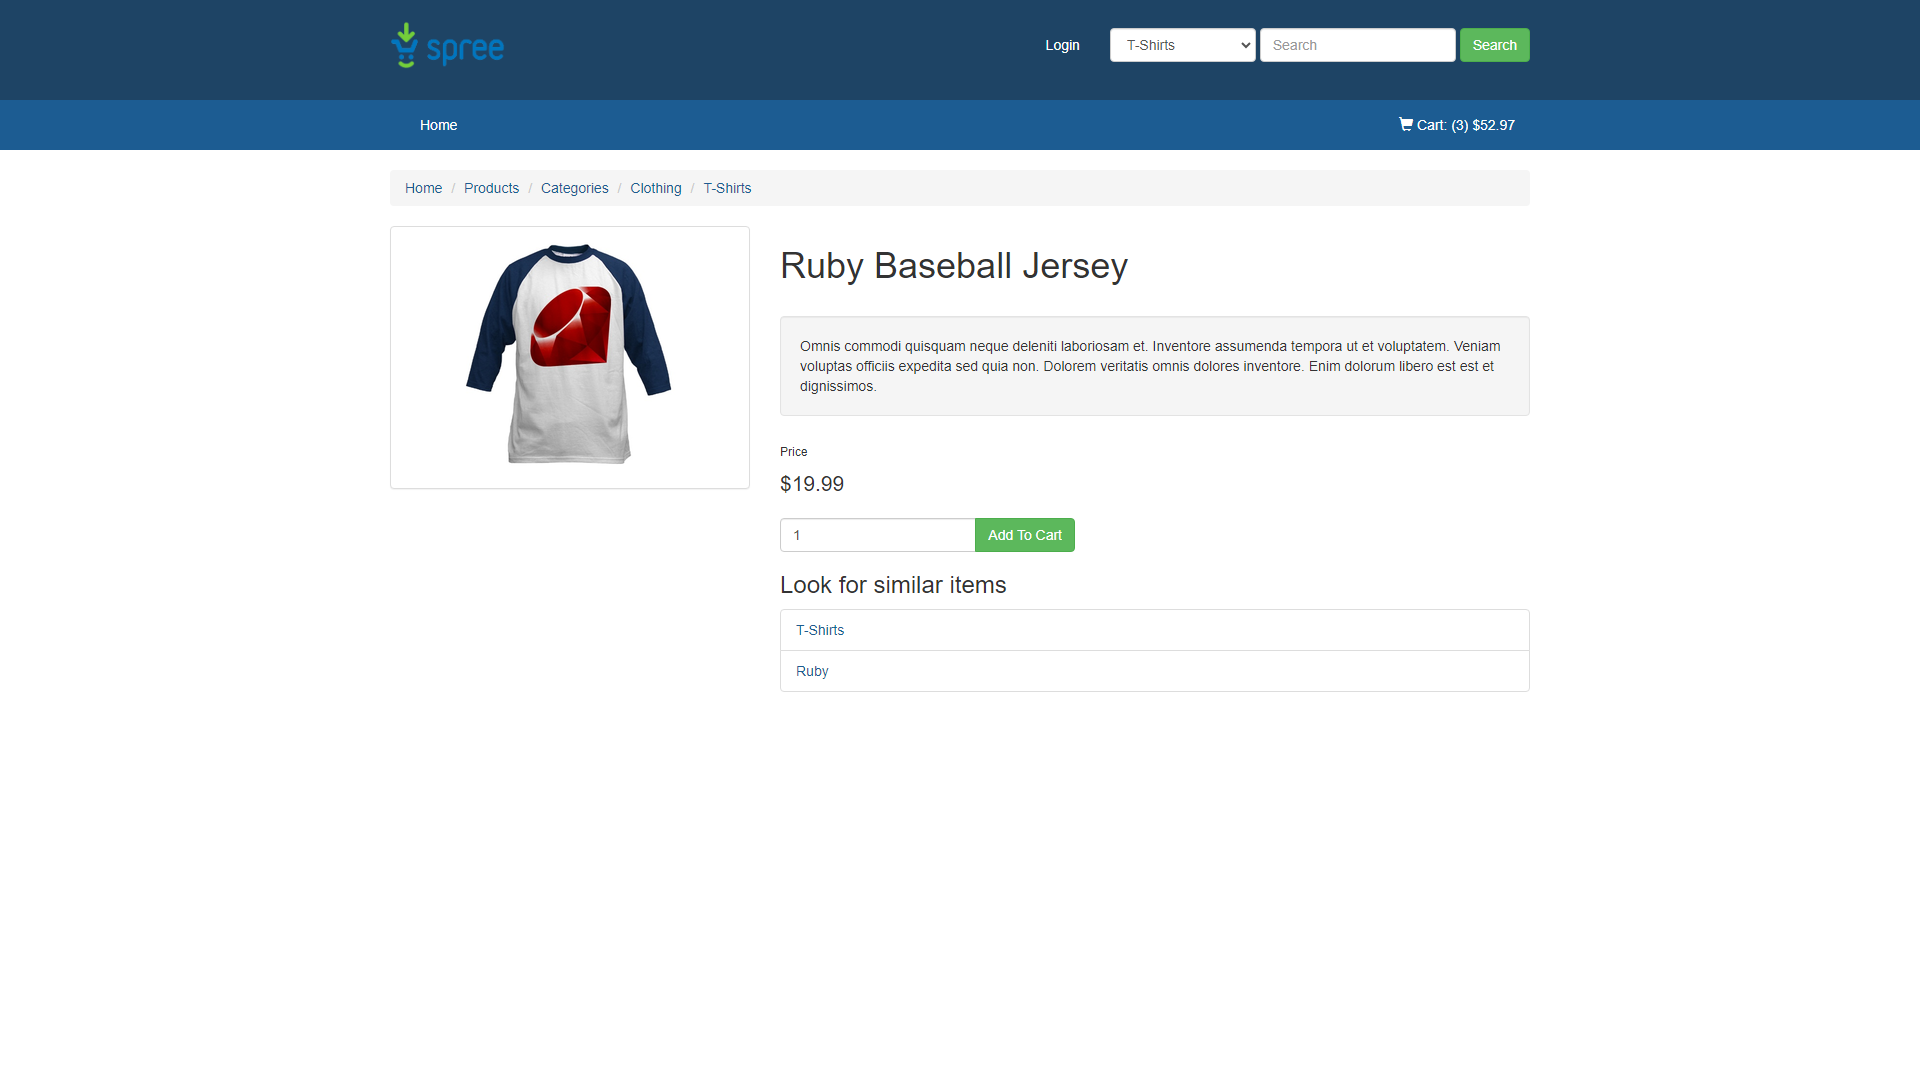 spree
Login
T-Shirts
Search
Search
Home
Cart: (3) $52.97
Home / Products / Categories / Clothing / T-Shirts
Ruby Baseball Jersey
Omnis commodi quisquam neque deleniti laboriosam et. Inventore assumenda tempora ut et voluptatem. Veniam
voluptas officiis expedita sed quia non. Dolorem veritatis omnis dolores inventore. Enim dolorum libero est est et
dignissimos.
Price
$19.99
1
Add To Cart
Look for similar items
T-Shirts
Ruby